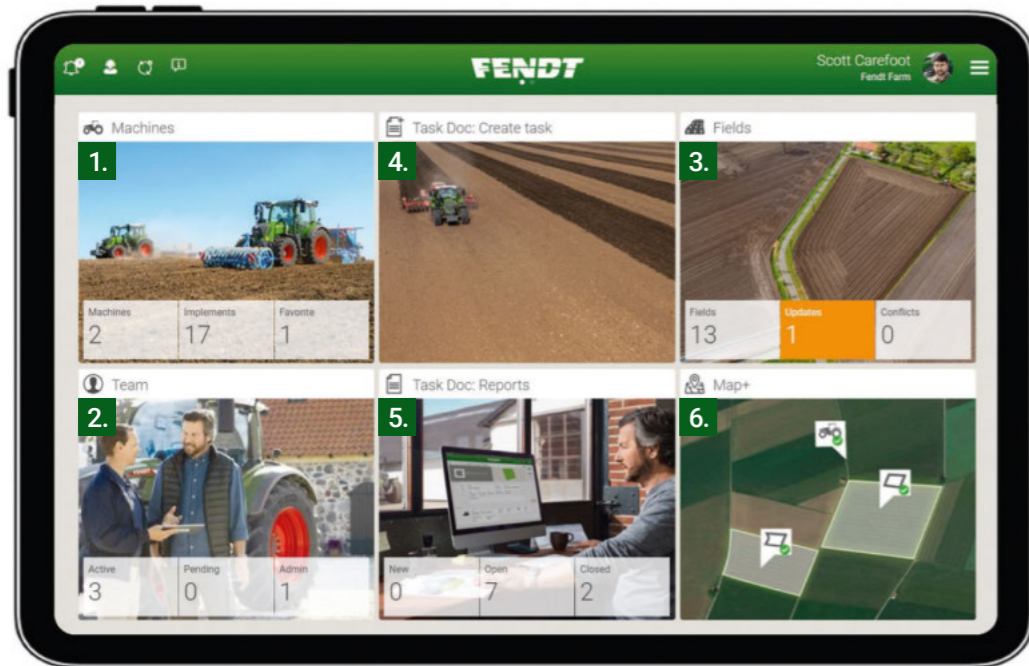 FENDT
Scott Carefoot
Fendt Farm
Machines
1.
Machines
2
Implements
17
Favorite
1
Task Doc: Create task
4.
Fields
3.
Fields
13
Updates
1
Conflicts
0
Team
2.
Active
3
Pending
0
Admin
1
Task Doc: Reports
5.
New
0
Open
7
Closed
2
Map+
6.